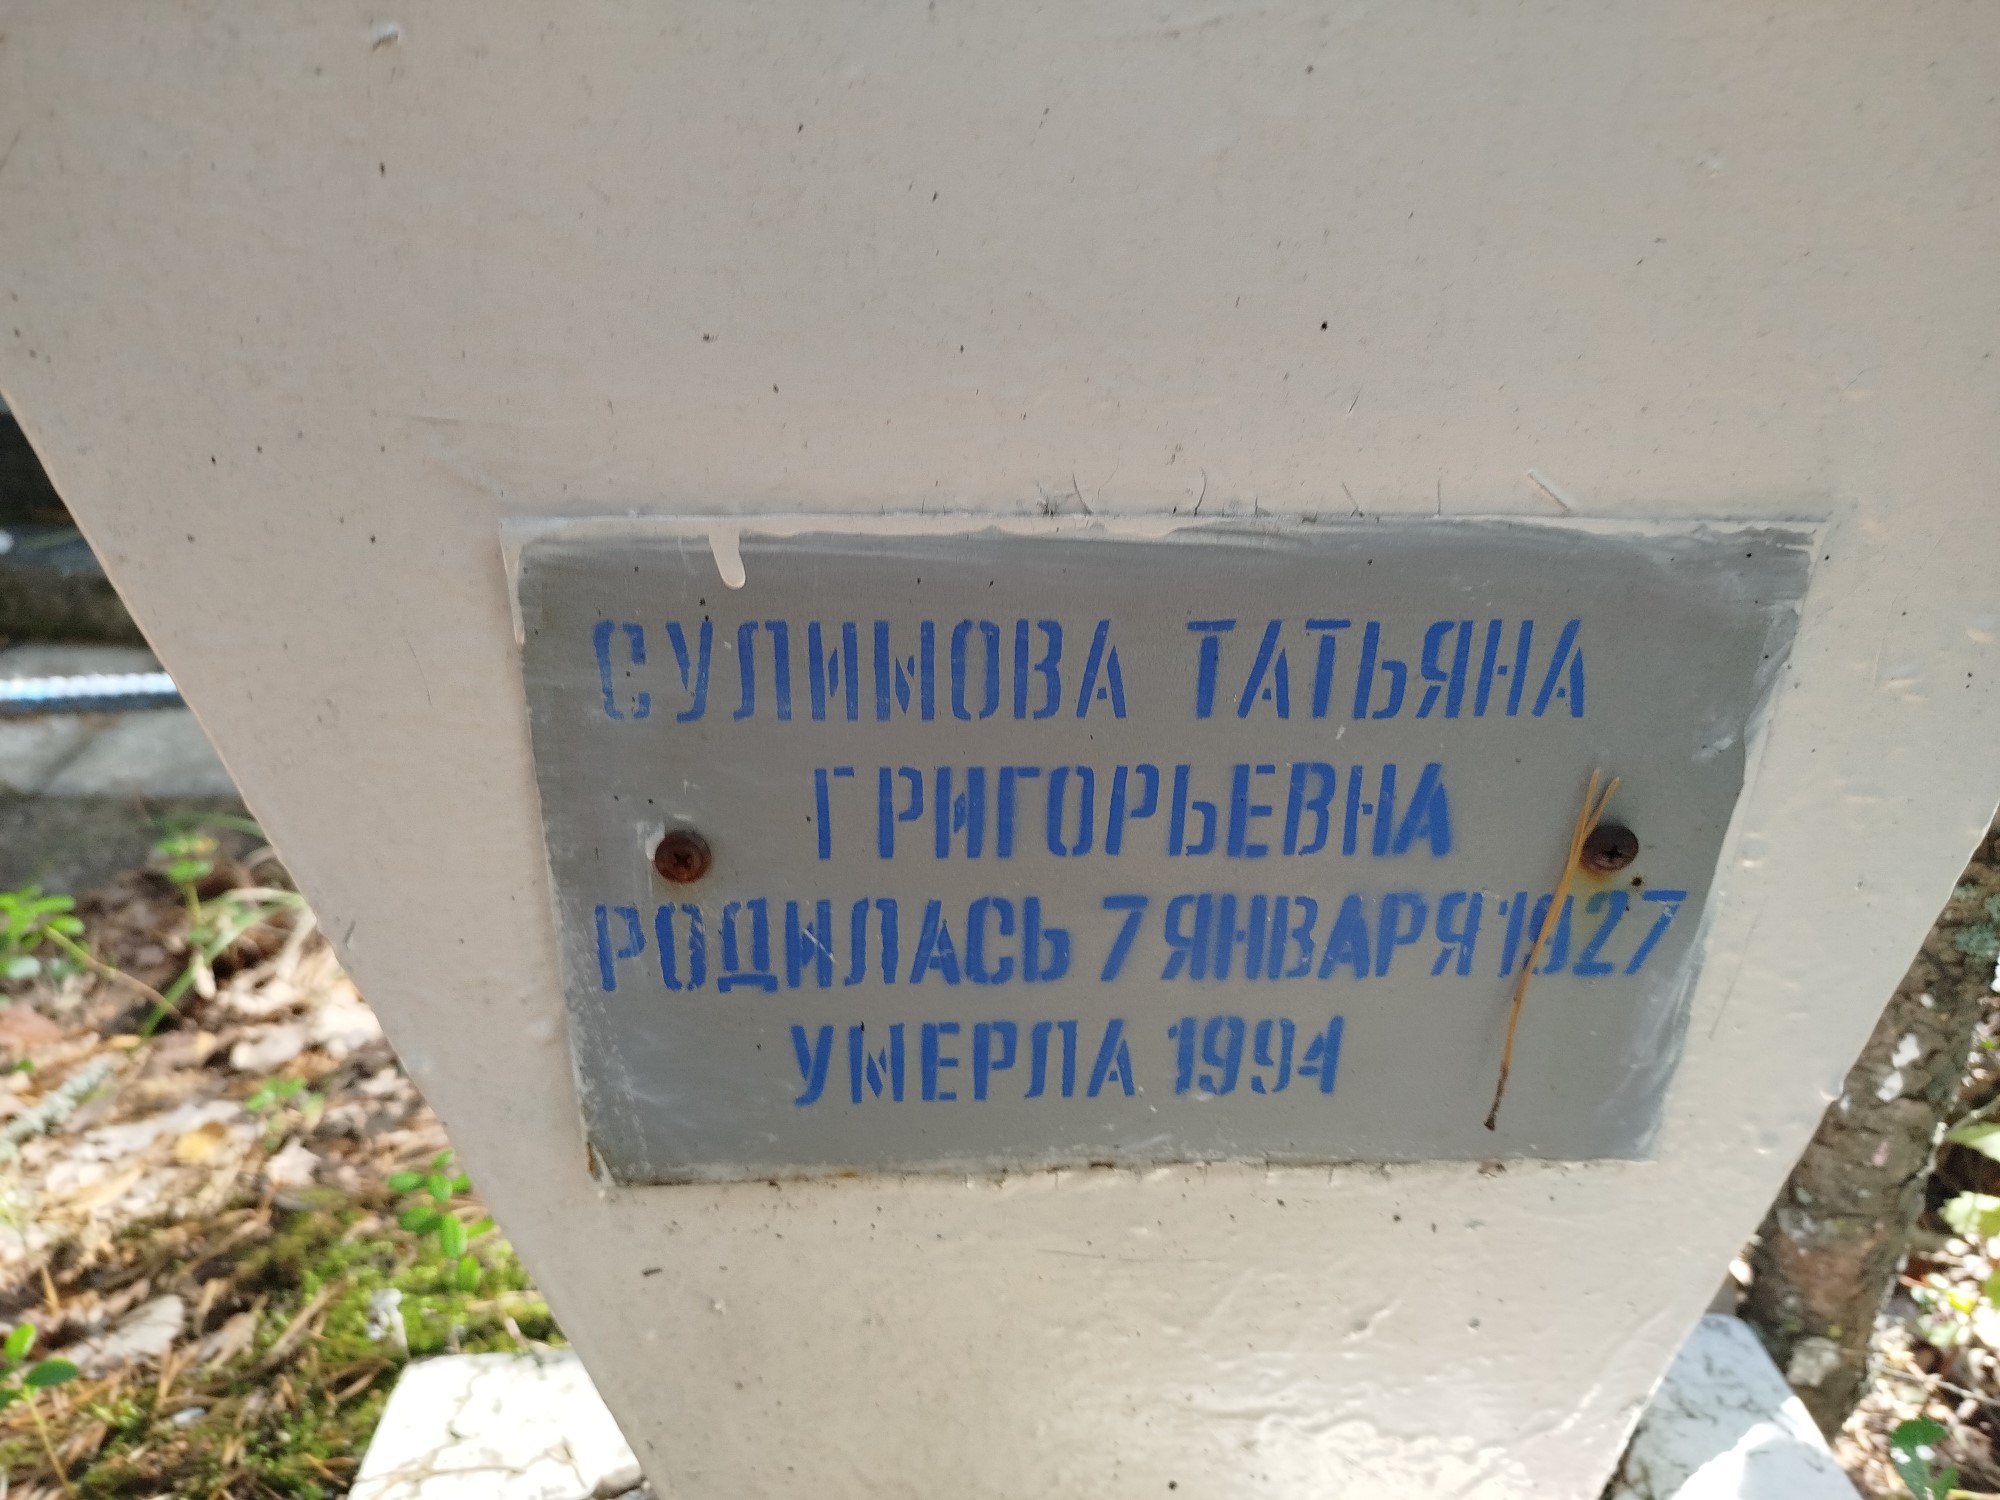 СУЛИМОВА ТАТЬЯНА
ГРИГОРЬЕВНА
РОДИЛАСЬ 7 ЯНВАРЯ 1927
УМЕРЛА 1994